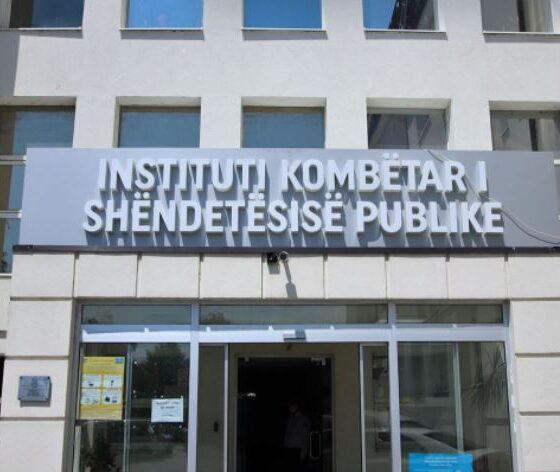 INSTITUTI KOMBËTAR I
SHËNDETËSISË PUBLIKE